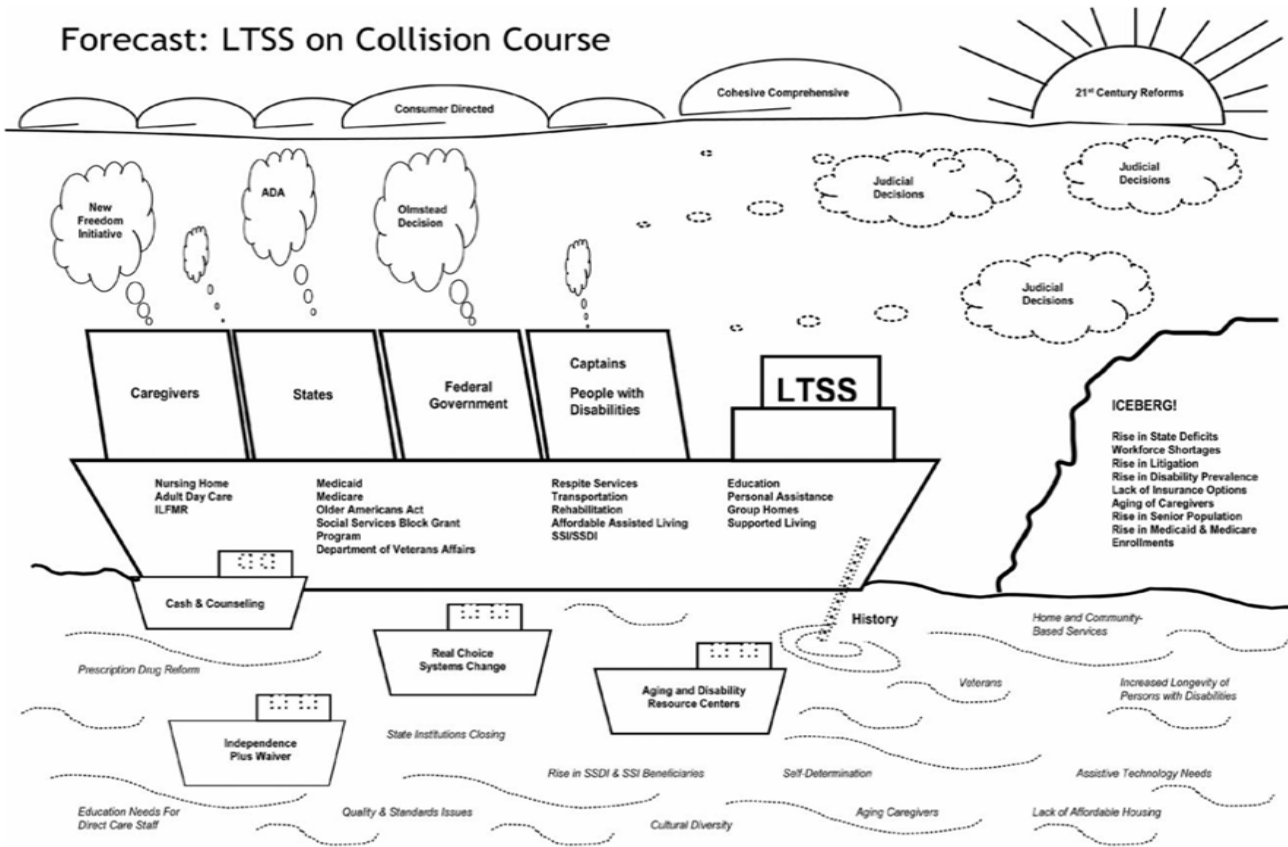 Forecast: LTSS on Collision Course
Consumer Directed
Cohesive Comprehensive
21st Century Reforms
New
Freedom
Initiative
ADA
Olmstead
Decision
Judicial
Decisions
Judicial
Decisions
Judicial
Decisions
Caregivers
States
Federal
Government
Captains
People with
Disabilities
LTSS
ICEBERG!
Rise in State Deficits
Workforce Shortages
Rise in Litigation
Rise in Disability Prevalence
Lack of Insurance Options
Aging of Caregivers
Rise in Senior Population
Rise in Medicaid & Medicare
Enrollments
Nursing Home
Adult Day Care
ILFMR
Medicaid
Medicare
Older Americans Act
Social Services Block Grant
Program
Department of Veterans Affairs
Respite Services
Transportation
Rehabilitation
Affordable Assisted Living
SSI/SSDI
Education
Personal Assistance
Group Homes
Supported Living
Cash & Counseling
History
Home and Community-
Based Services
Real Choice
Systems Change
Prescription Drug Reform
Aging and Disability
Resource Centers
Veterans
Increased Longevity of
Persons with Disabilities
Independence
Plus Waiver
State Institutions Closing
Rise in SSDI & SSI Beneficiaries
Self-Determination
Assistive Technology Needs
Education Needs For
Direct Care Staff
Quality & Standards Issues
Cultural Diversity
Aging Caregivers
Lack of Affordable Housing